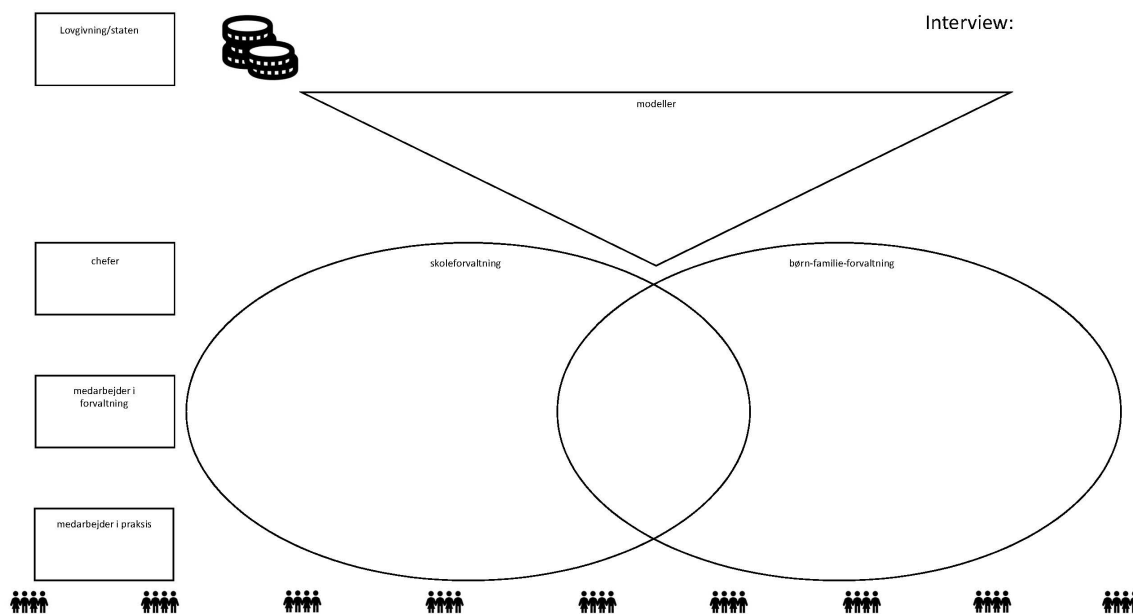 Lovgivning/staten
Interview:
modeller
chefer
skoleforvaltning
børn-familie-forvaltning
medarbejder i
forvaltning
medarbejder i praksis